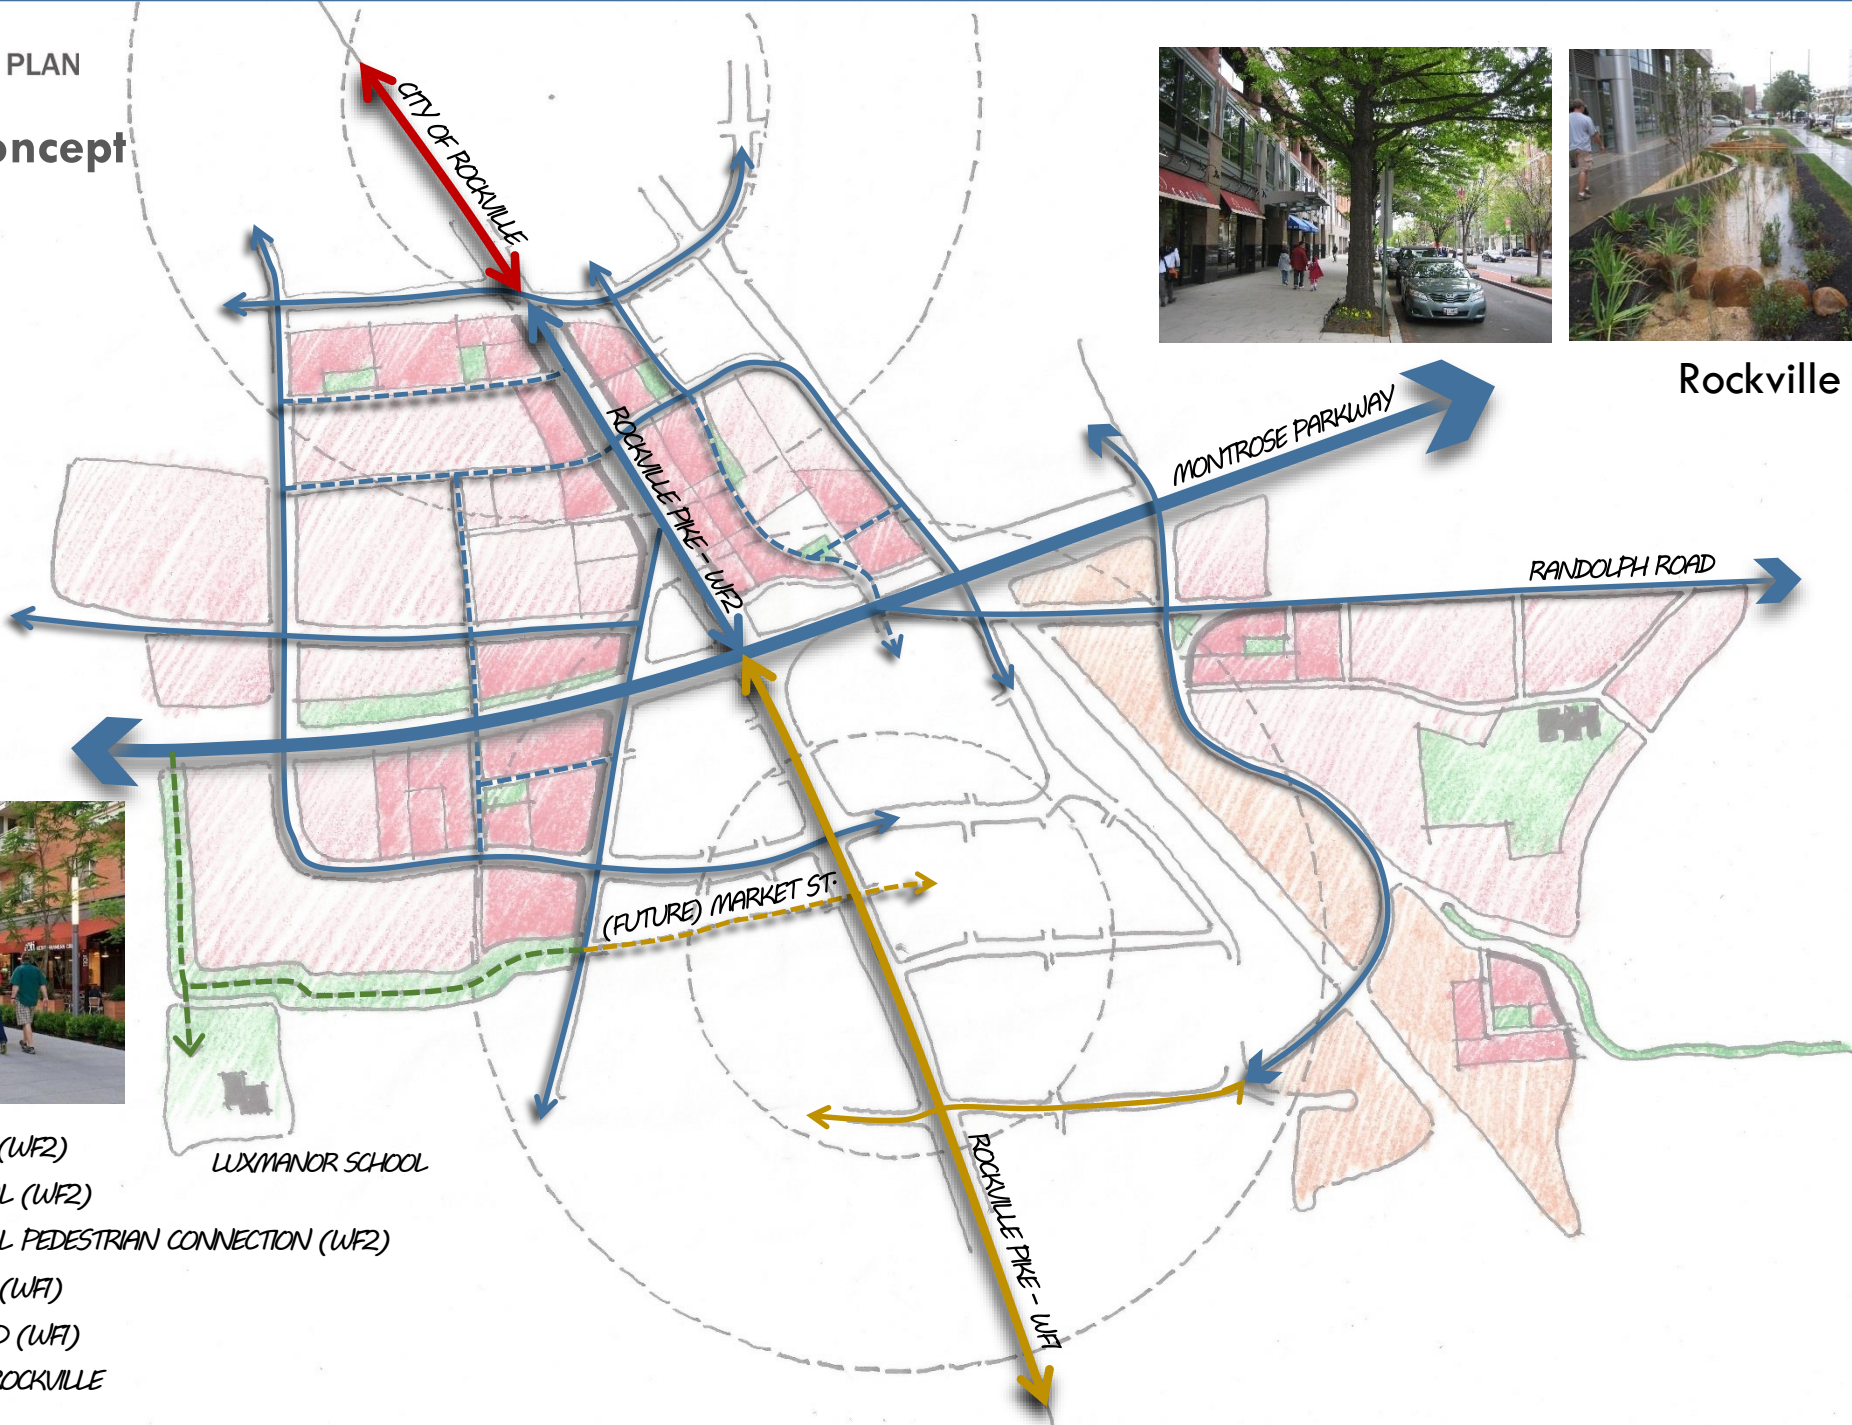 PLAN
oncept
CITY OF ROCKVILLE
Rockville
MONTROSE PARKWAY
ROCKVILLE PIKE - WF2
RANDOLPH ROAD
(FUTURE) MARKET ST.
LUXMANOR SCHOOL
ROCKVILLE PIKE - WF1
(WF2)
L (WF2)
L PEDESTRIAN CONNECTION (WF2)
(WF1)
D (WF1)
ROCKVILLE